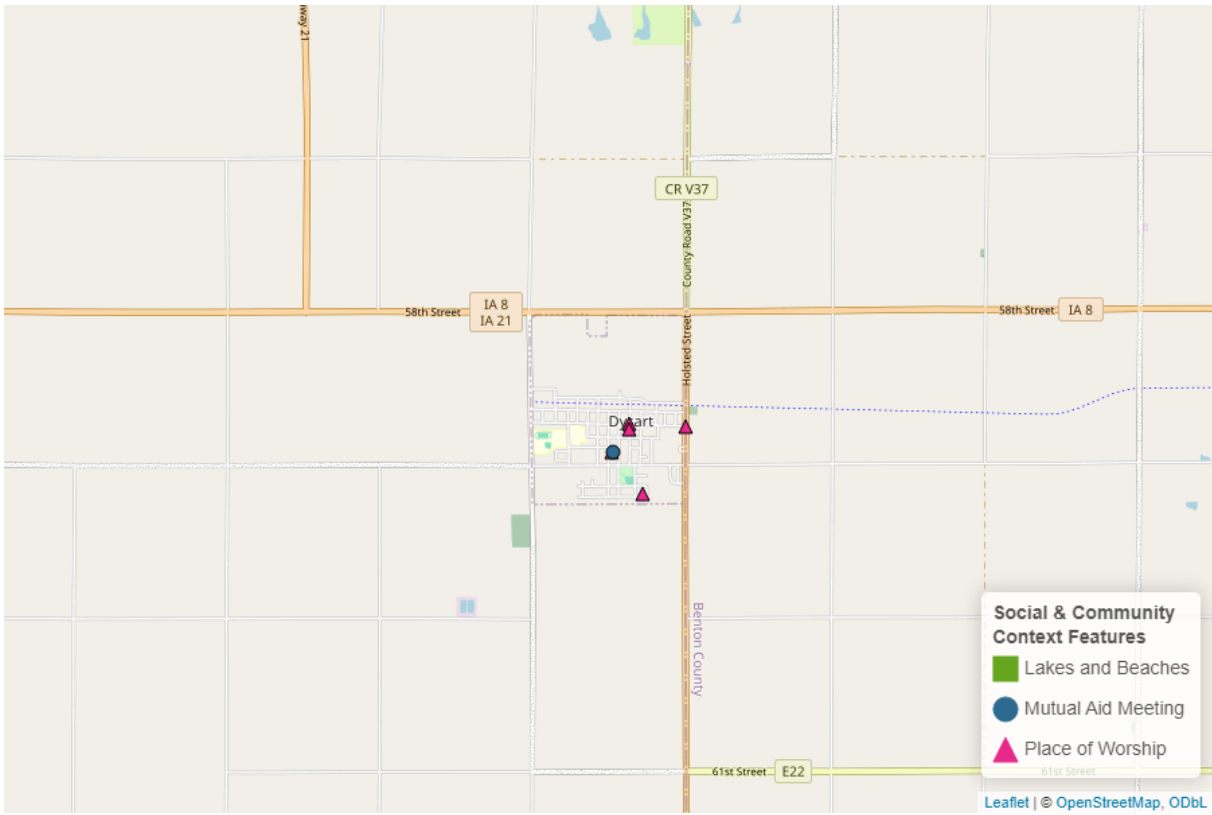 way 21
CR V37
County Road V37
IA 8
IA 21
58th Street
58th Street
IA 8
Holsted Street
Dysart
Benton County
Social & Community
Context Features
Lakes and Beaches
Mutual Aid Meeting
Place of Worship
61st Street
E22
61st Street
Leaflet | © OpenStreetMap, ODbL